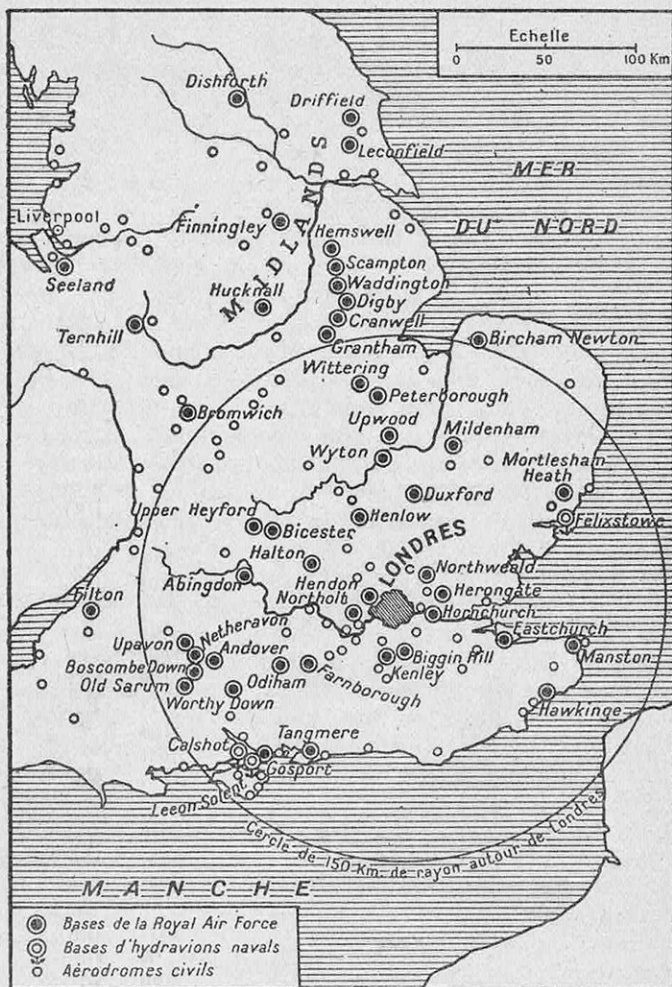 Echelle
0 50 100 Km.
Dishforth
Driffield
Leconfield
MER
DU NORD
MIDLANDS
Liverpool
Finningley
Hemswell
Seeland
Scampton
Waddington
Hucknall
Digby
Ternhill
Cranwell
Grantham
Bircham Newton
Wittering
Peterborough
Bromwich
Upwood
Mildenham
Wyton
Mortlesham
Heath
Duxford
Upper Heyford
Henlow
Felixstowe
Bicester
LONDRES
Halton
Northweald
Abingdon
Hendon
Herongate
Filton
Northolt
Hornchurch
Netheravon
Eastchurch
Upavon
Andover
Biggin Hill
Manston
Boscombe Down
Kenley
Old Sarum
Odiham
Farnborough
Worthy Down
Hawkinge
Tangmere
Calshot
Gosport
Leeon Solent
Cercle de 150 Km. de rayon autour de Londres
MANCHE
Bases de la Royal Air Force
Bases d'hydravions navals
Aérodromes civils